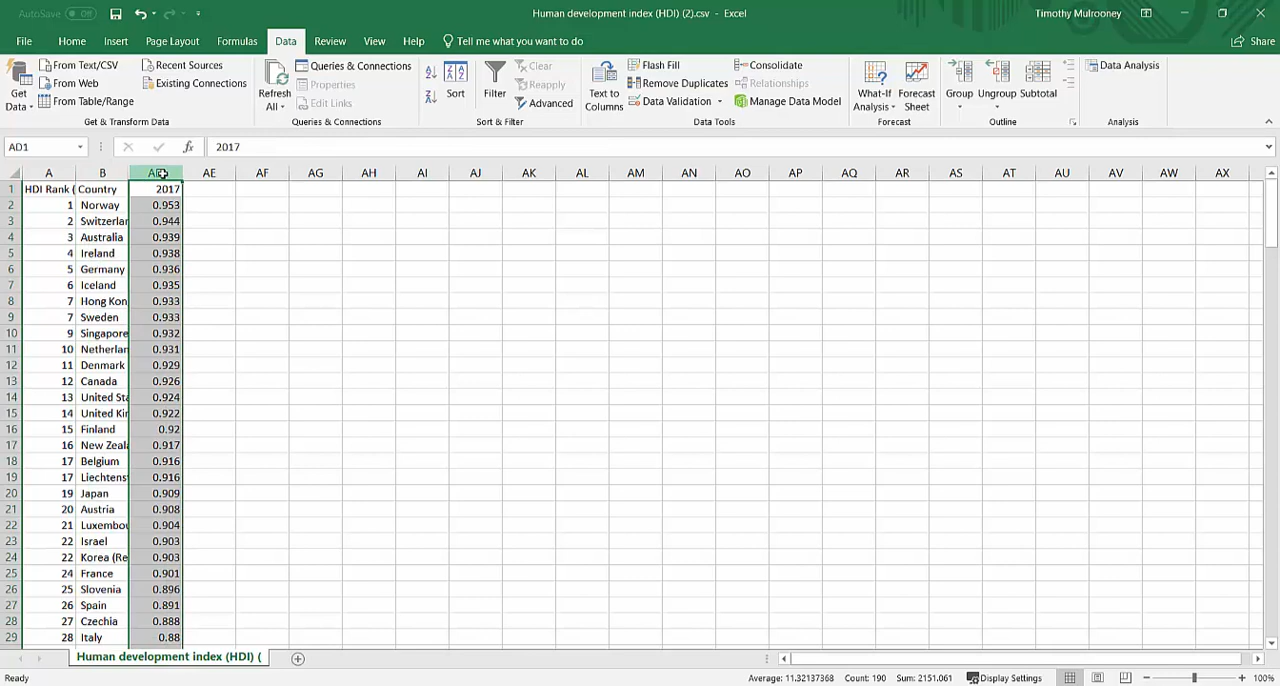 AutoSave Off
Human development index (HDI) (2).csv - Excel
Timothy Mulrooney
File Home Insert Page Layout Formulas Data Review View Help Tell me what you want to do Share
Get Data
From Text/CSV
From Web
From Table/Range
Recent Sources
Existing Connections
Get & Transform Data
Refresh All
Queries & Connections
Properties
Edit Links
Queries & Connections
Sort
Filter
Clear
Reapply
Advanced
Sort & Filter
Text to Columns
Flash Fill
Remove Duplicates
Data Validation
Consolidate
Relationships
Manage Data Model
Data Tools
What-If Analysis
Forecast Sheet
Forecast
Group
Ungroup
Subtotal
Outline
Data Analysis
Analysis
AD1 fx 2017
A B AE AF AG AH AI AJ AK AL AM AN AO AP AQ AR AS AT AU AV AW AX
1 HDI Rank ( Country 2017
2 1 Norway 0.953
3 2 Switzerlar 0.944
4 3 Australia 0.939
5 4 Ireland 0.938
6 5 Germany 0.936
7 6 Iceland 0.935
8 7 Hong Kon 0.933
9 7 Sweden 0.933
10 9 Singapore 0.932
11 10 Netherlan 0.931
12 11 Denmark 0.929
13 12 Canada 0.926
14 13 United Sta 0.924
15 14 United Kin 0.922
16 15 Finland 0.92
17 16 New Zeala 0.917
18 17 Belgium 0.916
19 17 Liechtens 0.916
20 19 Japan 0.909
21 20 Austria 0.908
22 21 Luxembou 0.904
23 22 Israel 0.903
24 22 Korea (Re 0.903
25 24 France 0.901
26 25 Slovenia 0.896
27 26 Spain 0.891
28 27 Czechia 0.888
29 28 Italy 0.88
Human development index (HDI) (
Ready
Average: 11.32137368 Count: 190 Sum: 2151.061 Display Settings 100%